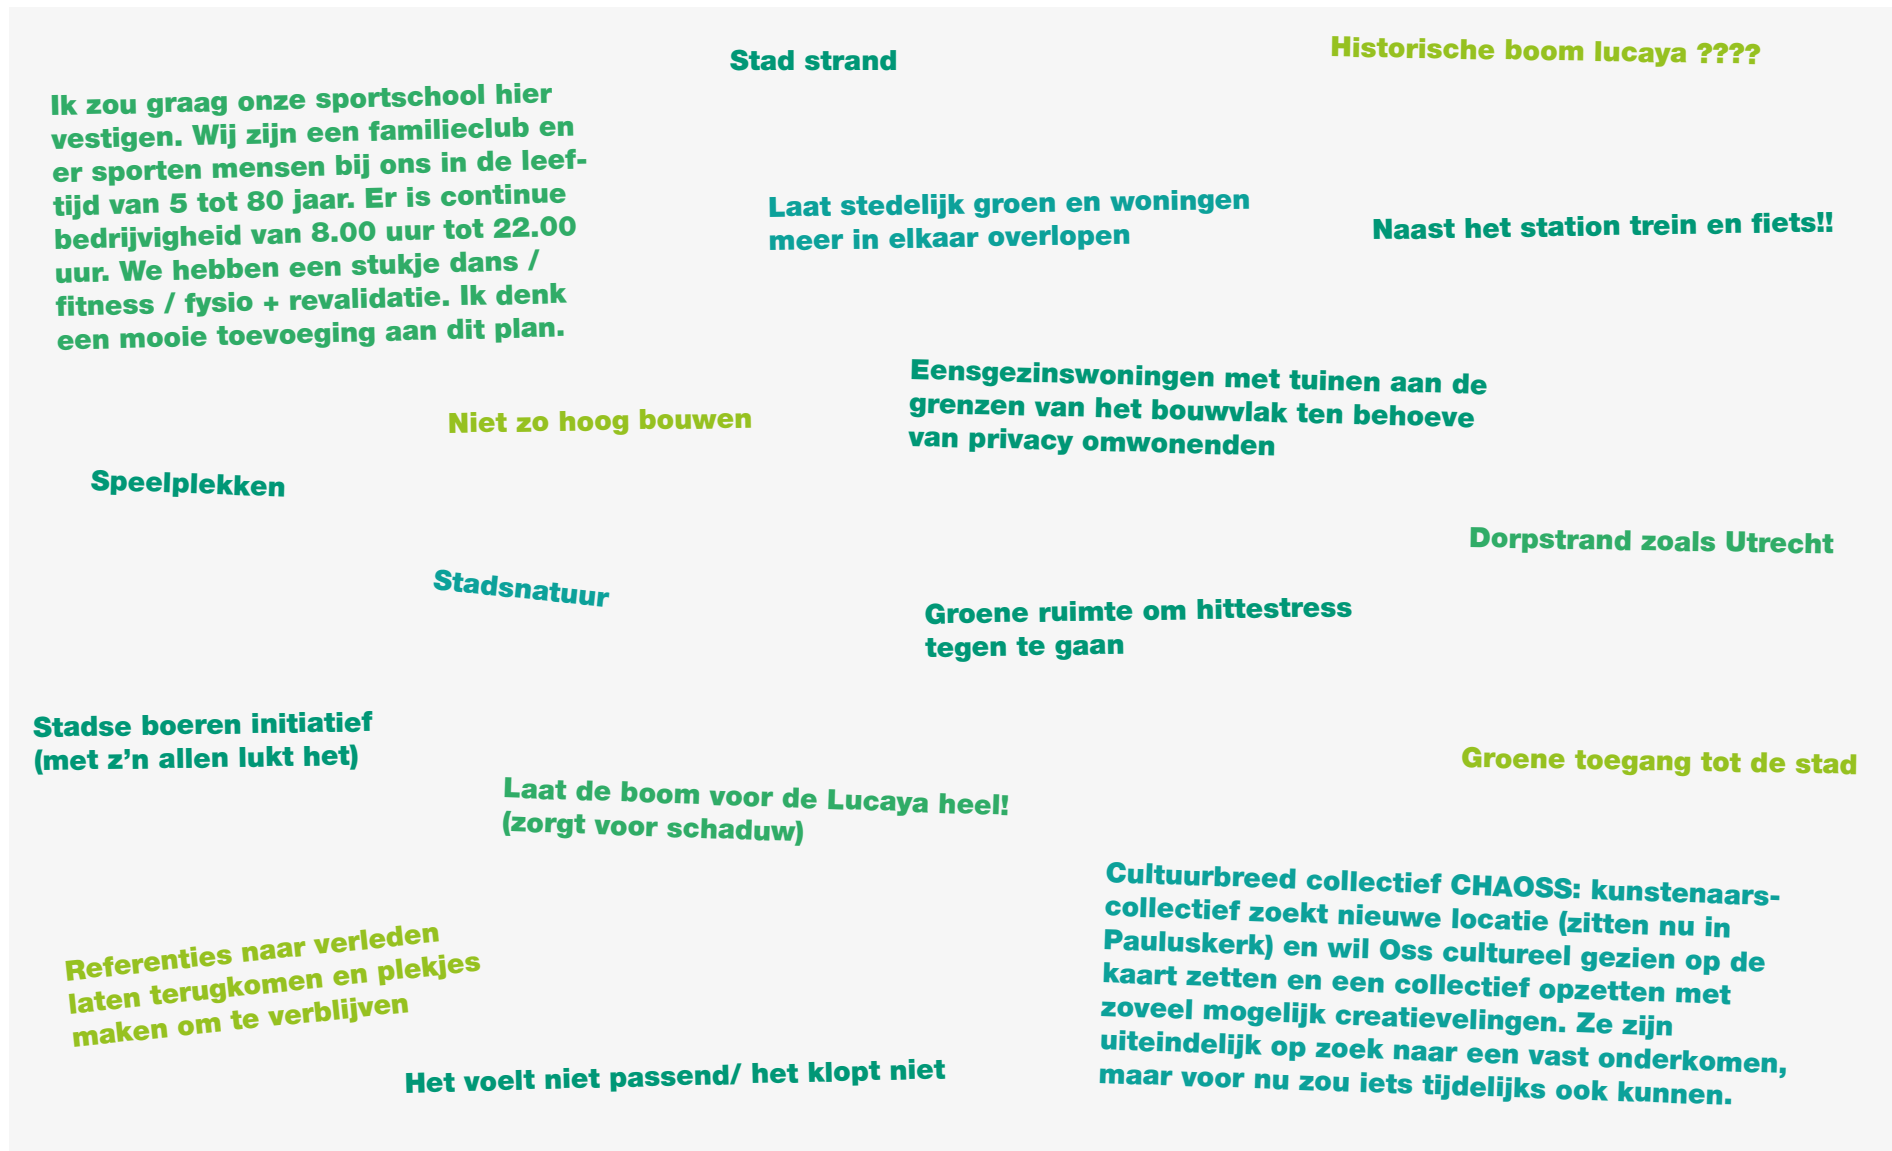 Stad strand
Historische boom lucaya ????
Ik zou graag onze sportschool hier
vestigen. Wij zijn een familieclub en
er sporten mensen bij ons in de leef-
tijd van 5 tot 80 jaar. Er is continue
bedrijvigheid van 8.00 uur tot 22.00
uur. We hebben een stukje dans /
fitness / fysio + revalidatie. Ik denk
een mooie toevoeging aan dit plan.
Laat stedelijk groen en woningen
meer in elkaar overlopen
Naast het station trein en fiets!!
Eensgezinswoningen met tuinen aan de
grenzen van het bouwvlak ten behoeve
van privacy omwonenden
Niet zo hoog bouwen
Speelplekken
Dorpstrand zoals Utrecht
Stadsnatuur
Groene ruimte om hittestress
tegen te gaan
Stadse boeren initiatief
(met z’n allen lukt het)
Groene toegang tot de stad
Laat de boom voor de Lucaya heel!
(zorgt voor schaduw)
Cultuurbreed collectief CHAOSS: kunstenaars-
collectief zoekt nieuwe locatie (zitten nu in
Pauluskerk) en wil Oss cultureel gezien op de
kaart zetten en een collectief opzetten met
zoveel mogelijk creatievelingen. Ze zijn
uiteindelijk op zoek naar een vast onderkomen,
maar voor nu zou iets tijdelijks ook kunnen.
Referenties naar verleden
laten terugkomen en plekjes
maken om te verblijven
Het voelt niet passend/ het klopt niet